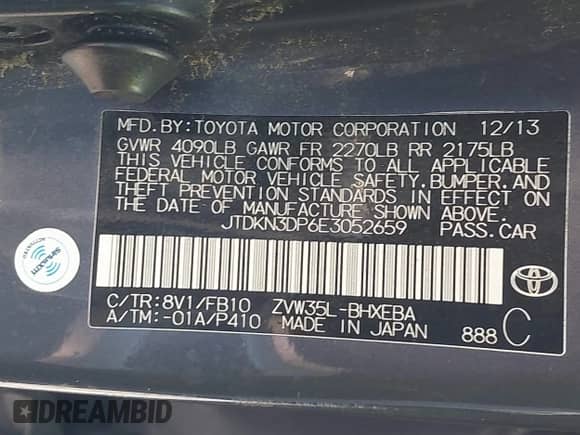 MFD. BY: TOYOTA MOTOR CORPORATION 12/13
GVWR 4090LB GAWR FR 2270LB RR 2175LB
THIS VEHICLE CONFORMS TO ALL APPLICABLE
FEDERAL MOTOR VEHICLE SAFETY, BUMPER, AND
THEFT PREVENTION STANDARDS IN EFFECT ON
THE DATE OF MANUFACTURE SHOWN ABOVE.
JTDKN3DP6E3052659 PASS. CAR
C/TR: 8V1/FB10 ZVW35L-BHXEBA
A/TM: -01A/P410 MADE IN JAPAN 888 C
SiriusXM
DREAMBID